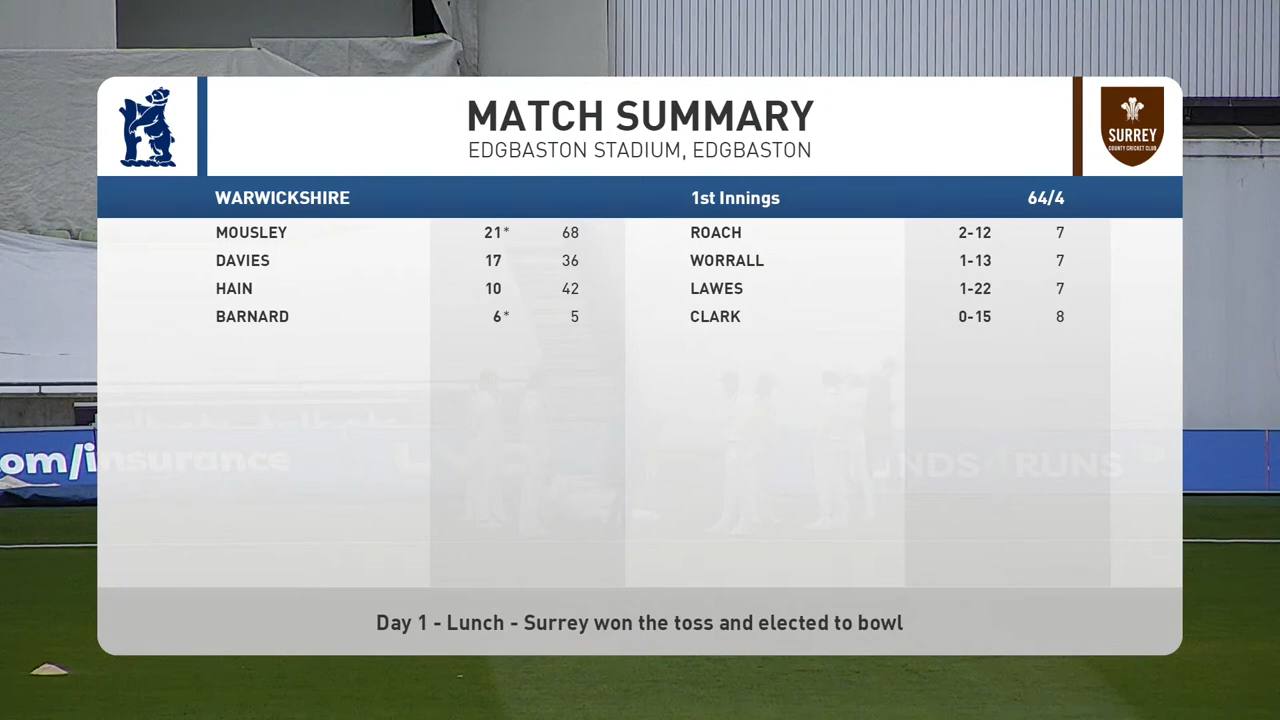 MATCH SUMMARY
EDGBASTON STADIUM, EDGBASTON
SURREY
COUNTY CRICKET CLUB
WARWICKSHIRE 1st Innings 64/4
MOUSLEY 21* 68 ROACH 2-12 7
DAVIES 17 36 WORRALL 1-13 7
HAIN 10 42 LAWES 1-22 7
BARNARD 6* 5 CLARK 0-15 8
om/insurance
RUNS
Day 1 - Lunch - Surrey won the toss and elected to bowl